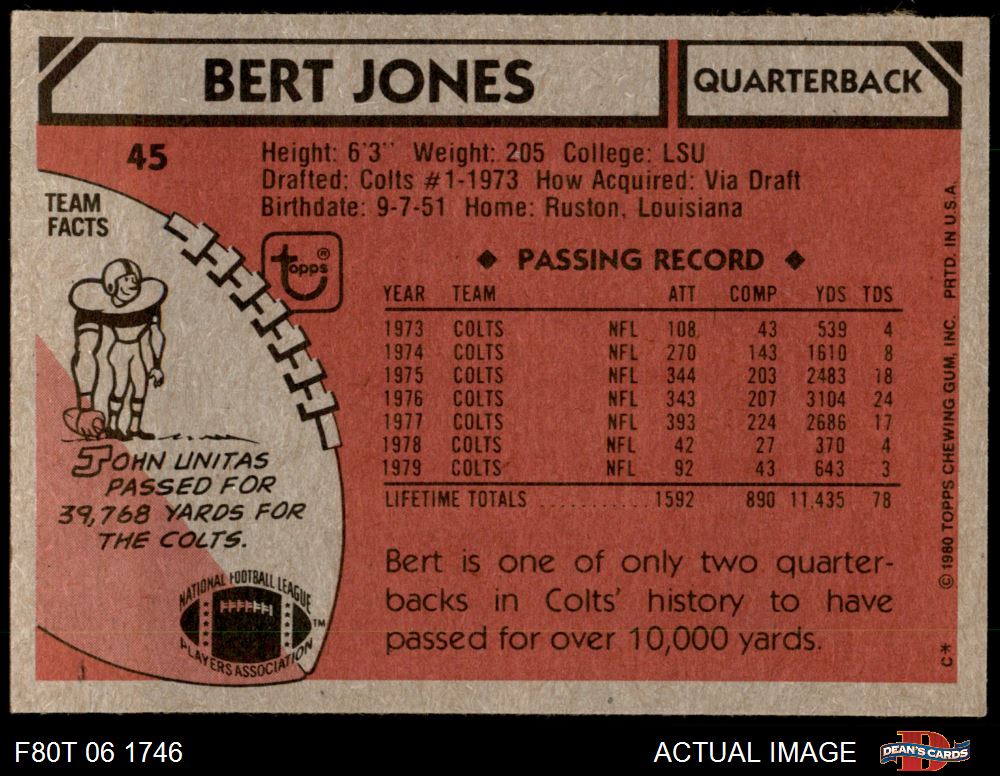 BERT JONES
QUARTERBACK
45
Height: 6'3" Weight: 205 College: LSU
Drafted: Colts #1-1973 How Acquired: Via Draft
Birthdate: 9-7-51 Home: Ruston, Louisiana
TEAM
FACTS
topps®
◆ PASSING RECORD ◆
YEAR TEAM ATT COMP YDS TDS
1973 COLTS NFL 108 43 539 4
1974 COLTS NFL 270 143 1610 8
1975 COLTS NFL 344 203 2483 18
1976 COLTS NFL 343 207 3104 24
1977 COLTS NFL 393 224 2686 17
1978 COLTS NFL 42 27 370 4
1979 COLTS NFL 92 43 643 3
LIFETIME TOTALS .......... 1592 890 11,435 78
JOHN UNITAS
PASSED FOR
39,768 YARDS FOR
THE COLTS.
NATIONAL FOOTBALL LEAGUE
PLAYERS ASSOCIATION
TM
Bert is one of only two quarter-
backs in Colts' history to have
passed for over 10,000 yards.
© 1980 TOPPS CHEWING GUM, INC. PRTD. IN U.S.A.
C*
F80T 06 1746
ACTUAL IMAGE
DEAN'S CARDS